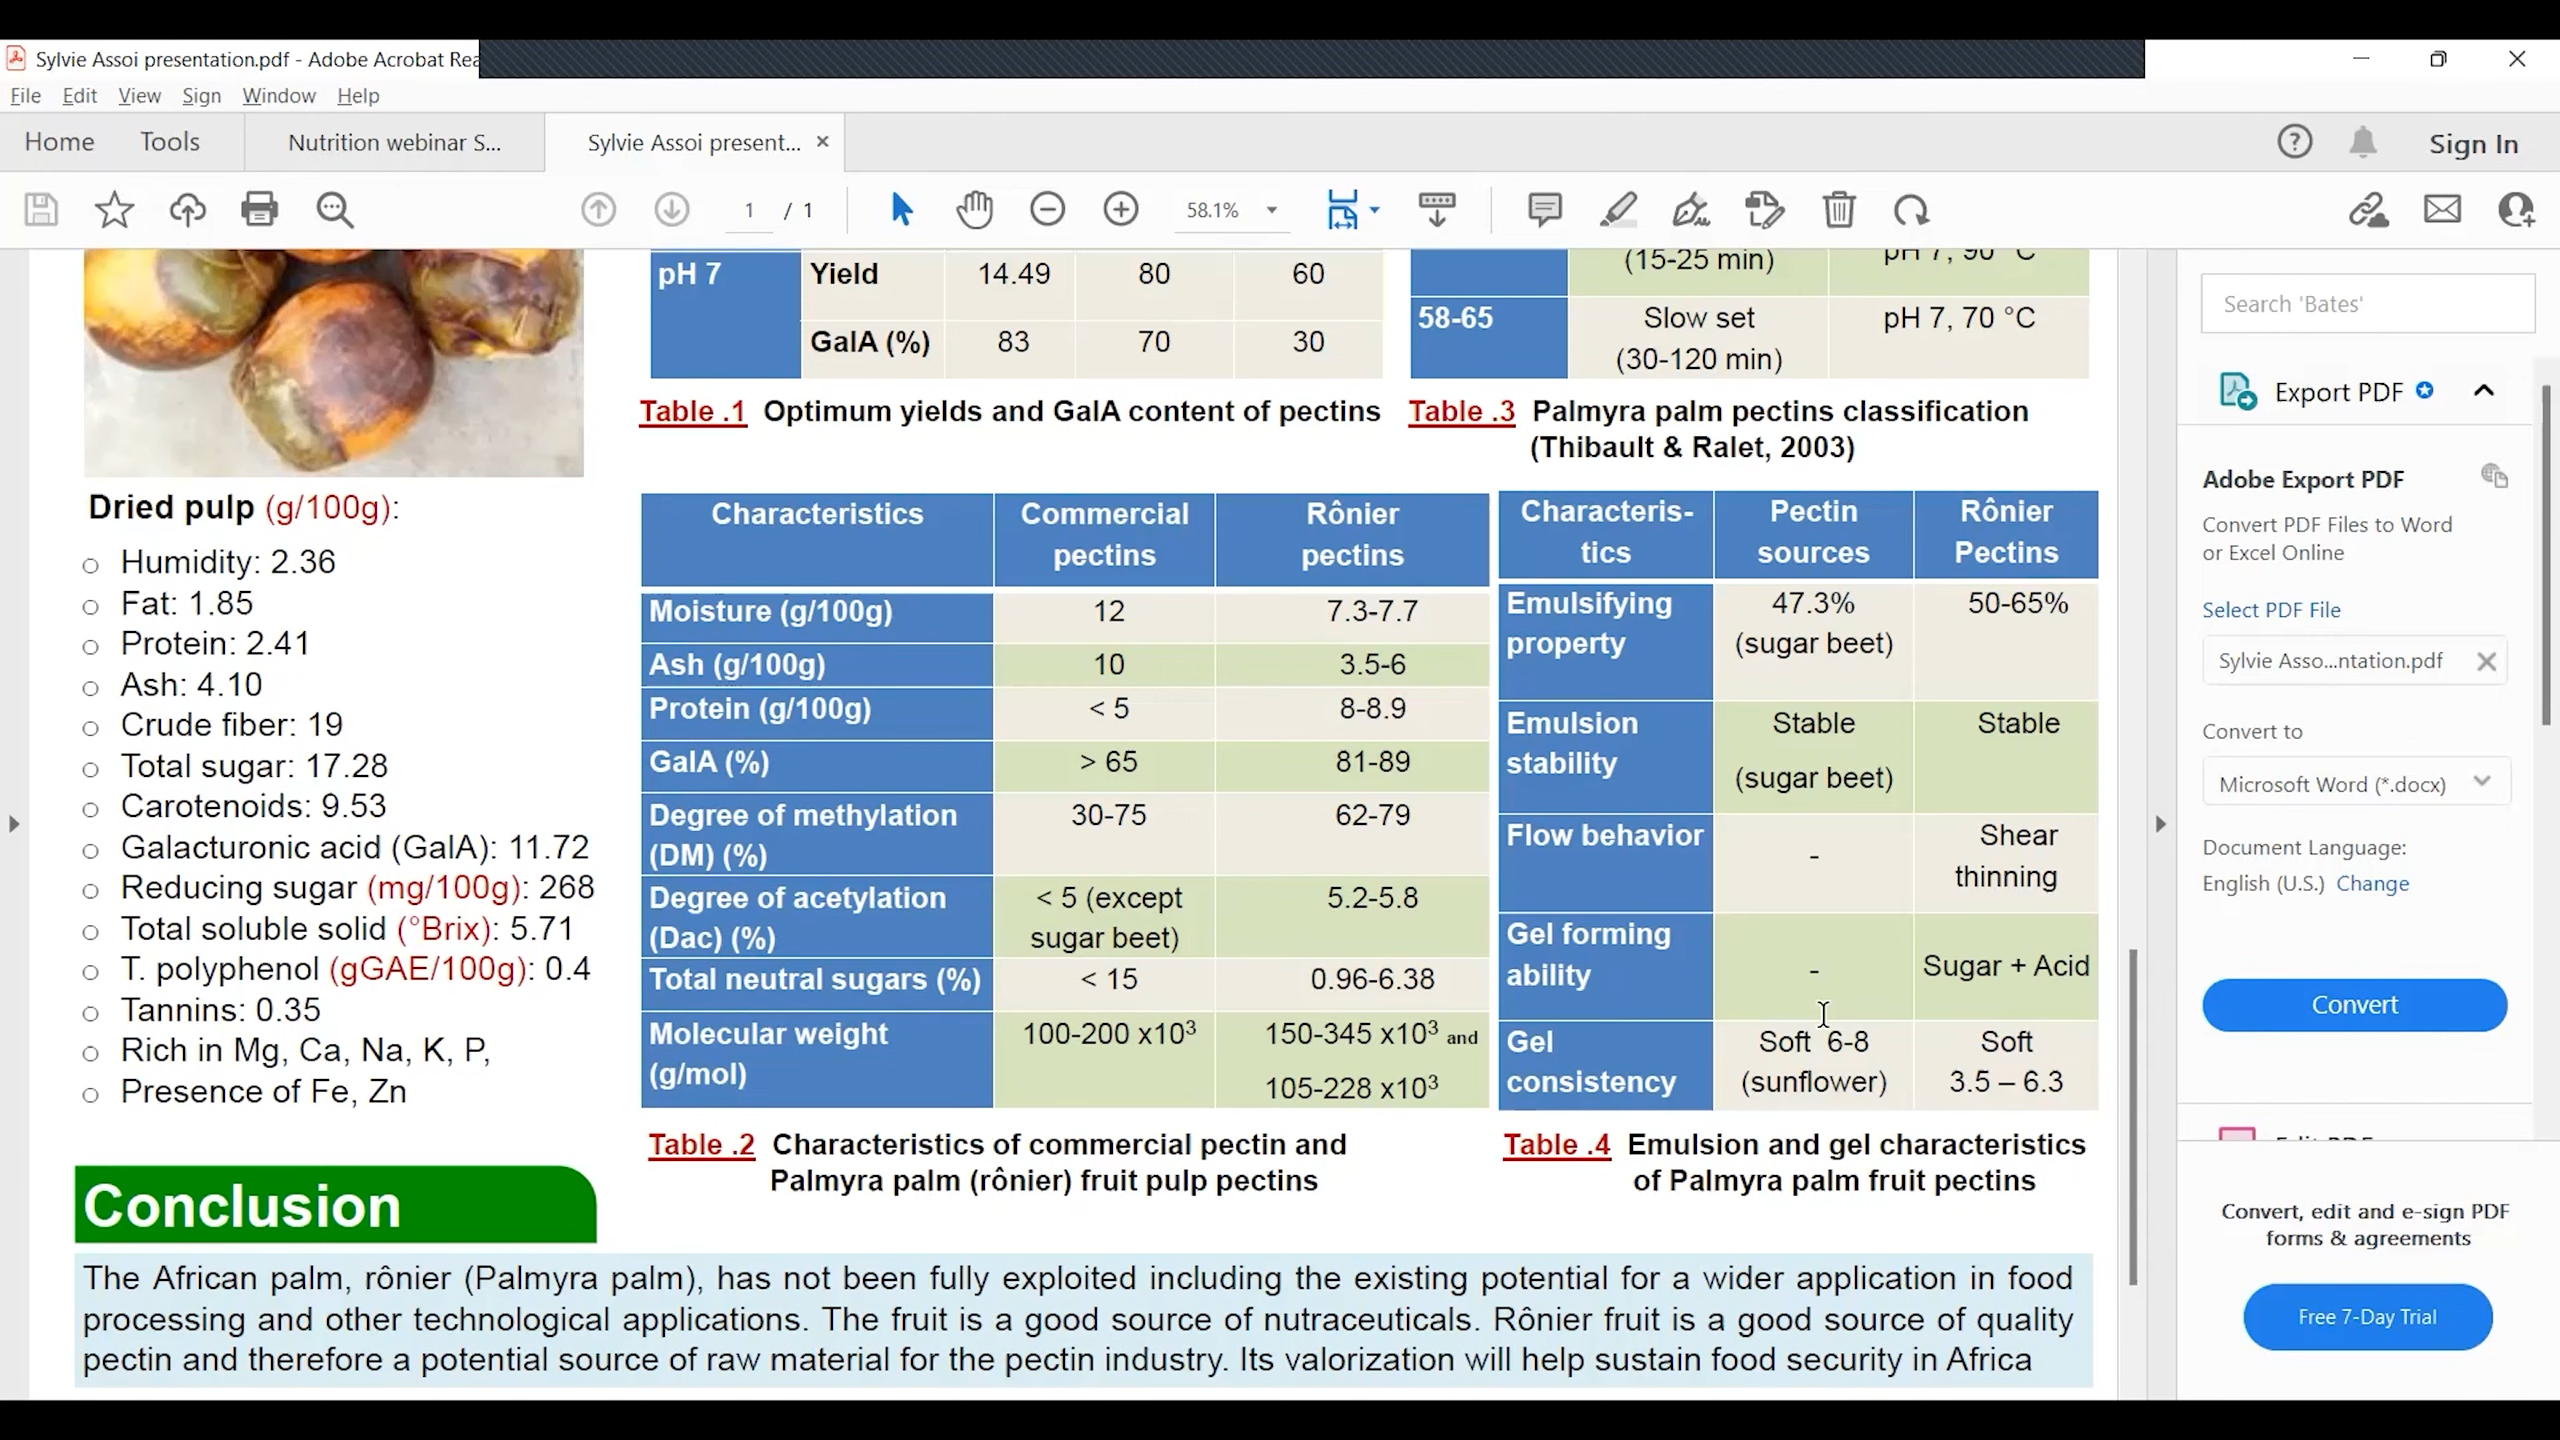 Sylvie Assoi presentation.pdf - Adobe Acrobat Rea
File Edit View Sign Window Help
Home Tools Nutrition webinar S... Sylvie Assoi present... Sign In
1 / 1 58.1%
pH 7 Yield 14.49 80 60
GalA (%) 83 70 30
(15-25 min) pH 7, 90 °C
58-65 Slow set pH 7, 70 °C
(30-120 min)
Table .1 Optimum yields and GalA content of pectins
Table .3 Palmyra palm pectins classification
(Thibault & Ralet, 2003)
Dried pulp (g/100g):
Humidity: 2.36
Fat: 1.85
Protein: 2.41
Ash: 4.10
Crude fiber: 19
Total sugar: 17.28
Carotenoids: 9.53
Galacturonic acid (GalA): 11.72
Reducing sugar (mg/100g): 268
Total soluble solid (°Brix): 5.71
T. polyphenol (gGAE/100g): 0.4
Tannins: 0.35
Rich in Mg, Ca, Na, K, P,
Presence of Fe, Zn
Characteristics Commercial Rônier
pectins pectins
Moisture (g/100g) 12 7.3-7.7
Ash (g/100g) 10 3.5-6
Protein (g/100g) < 5 8-8.9
GalA (%) > 65 81-89
Degree of methylation 30-75 62-79
(DM) (%)
Degree of acetylation < 5 (except 5.2-5.8
(Dac) (%) sugar beet)
Total neutral sugars (%) < 15 0.96-6.38
Molecular weight 100-200 x10³ 150-345 x10³ and
(g/mol) 105-228 x10³
Table .2 Characteristics of commercial pectin and
Palmyra palm (rônier) fruit pulp pectins
Characteris- Pectin Rônier
tics sources Pectins
Emulsifying 47.3% 50-65%
property (sugar beet)
Emulsion Stable Stable
stability (sugar beet)
Flow behavior - Shear
thinning
Gel forming - Sugar + Acid
ability
Gel Soft 6-8 Soft
consistency (sunflower) 3.5 – 6.3
Table .4 Emulsion and gel characteristics
of Palmyra palm fruit pectins
Conclusion
The African palm, rônier (Palmyra palm), has not been fully exploited including the existing potential for a wider application in food
processing and other technological applications. The fruit is a good source of nutraceuticals. Rônier fruit is a good source of quality
pectin and therefore a potential source of raw material for the pectin industry. Its valorization will help sustain food security in Africa
Search 'Bates'
Export PDF
Adobe Export PDF
Convert PDF Files to Word
or Excel Online
Select PDF File
Sylvie Asso...ntation.pdf
Convert to
Microsoft Word (*.docx)
Document Language:
English (U.S.) Change
Convert
Convert, edit and e-sign PDF
forms & agreements
Free 7-Day Trial